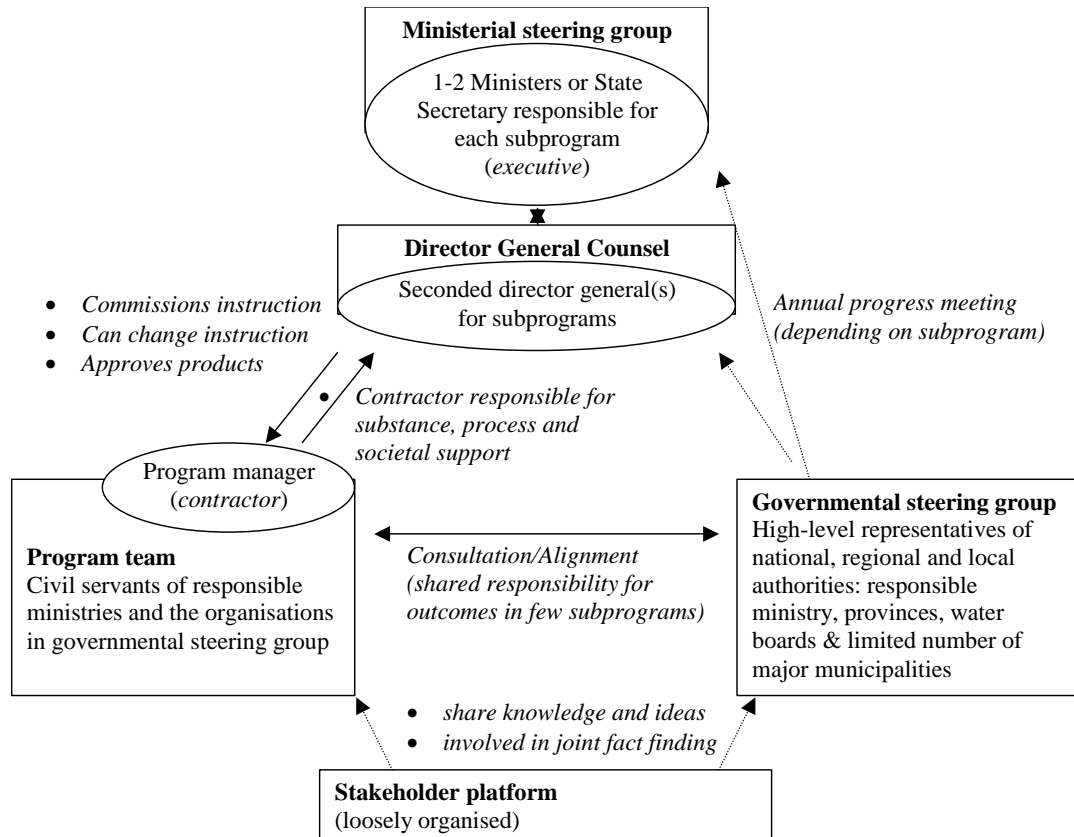 Ministerial steering group
1-2 Ministers or State
Secretary responsible for
each subprogram
(executive)
Director General Counsel
Seconded director general(s)
for subprograms
• Commissions instruction
• Can change instruction
• Approves products
Annual progress meeting
(depending on subprogram)
• Contractor responsible for
substance, process and
societal support
Program manager
(contractor)
Program team
Civil servants of responsible
ministries and the organisations
in governmental steering group
Consultation/Alignment
(shared responsibility for
outcomes in few subprograms)
Governmental steering group
High-level representatives of
national, regional and local
authorities: responsible
ministry, provinces, water
boards & limited number of
major municipalities
• share knowledge and ideas
• involved in joint fact finding
Stakeholder platform
(loosely organised)